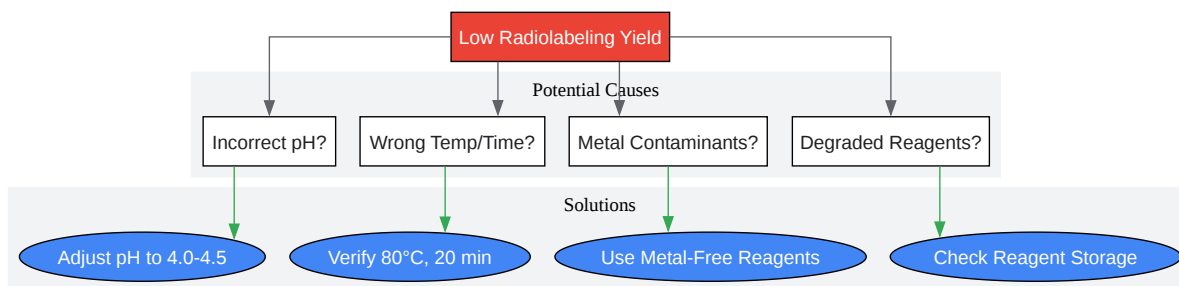 Low Radiolabeling Yield
Potential Causes
Incorrect pH?
Wrong Temp/Time?
Metal Contaminants?
Degraded Reagents?
Solutions
Adjust pH to 4.0-4.5
Verify 80°C, 20 min
Use Metal-Free Reagents
Check Reagent Storage